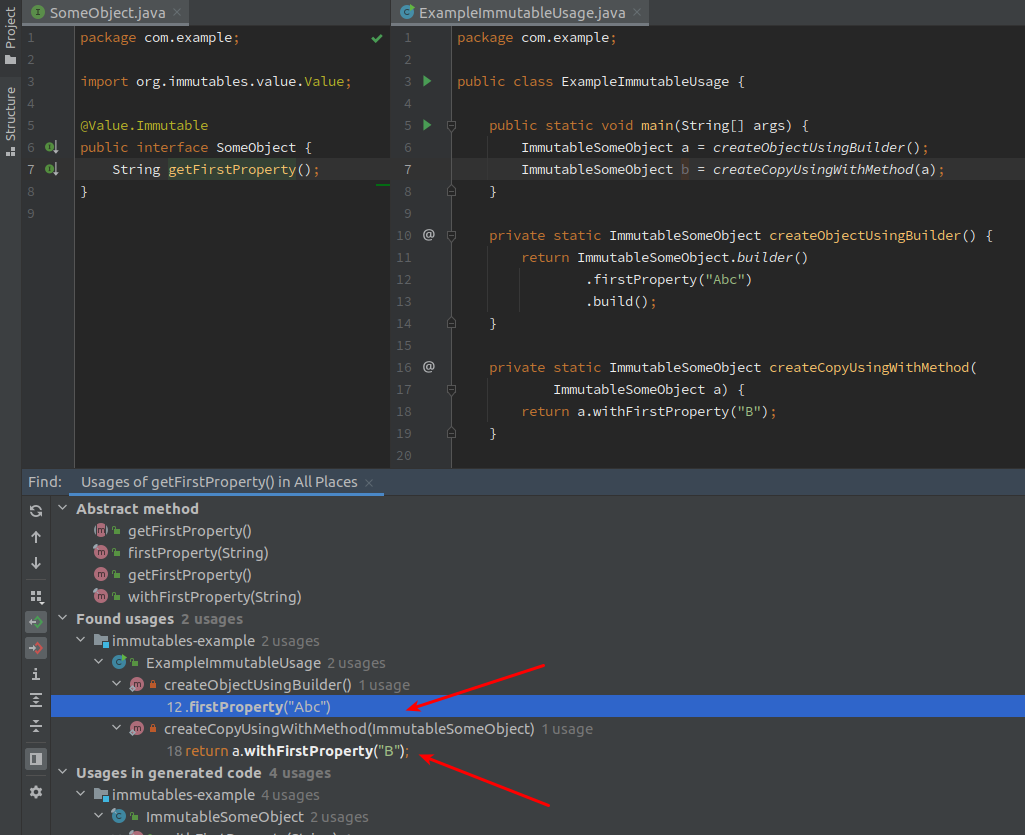 Project
Structure
SomeObject.java
1 package com.example;
2
3 import org.immutables.value.Value;
4
5 @Value.Immutable
6 public interface SomeObject {
7 String getFirstProperty();
8 }
9
ExampleImmutableUsage.java
1 package com.example;
2
3 public class ExampleImmutableUsage {
4
5 public static void main(String[] args) {
6 ImmutableSomeObject a = createObjectUsingBuilder();
7 ImmutableSomeObject b = createCopyUsingWithMethod(a);
8 }
9
10 @ private static ImmutableSomeObject createObjectUsingBuilder() {
11 return ImmutableSomeObject.builder()
12 .firstProperty("Abc")
13 .build();
14 }
15
16 @ private static ImmutableSomeObject createCopyUsingWithMethod(
17 ImmutableSomeObject a) {
18 return a.withFirstProperty("B");
19 }
20
Find: Usages of getFirstProperty() in All Places
Abstract method
getFirstProperty()
firstProperty(String)
getFirstProperty()
withFirstProperty(String)
Found usages 2 usages
immutables-example 2 usages
ExampleImmutableUsage 2 usages
createObjectUsingBuilder() 1 usage
12 .firstProperty("Abc")
createCopyUsingWithMethod(ImmutableSomeObject) 1 usage
18 return a.withFirstProperty("B");
Usages in generated code 4 usages
immutables-example 4 usages
ImmutableSomeObject 2 usages